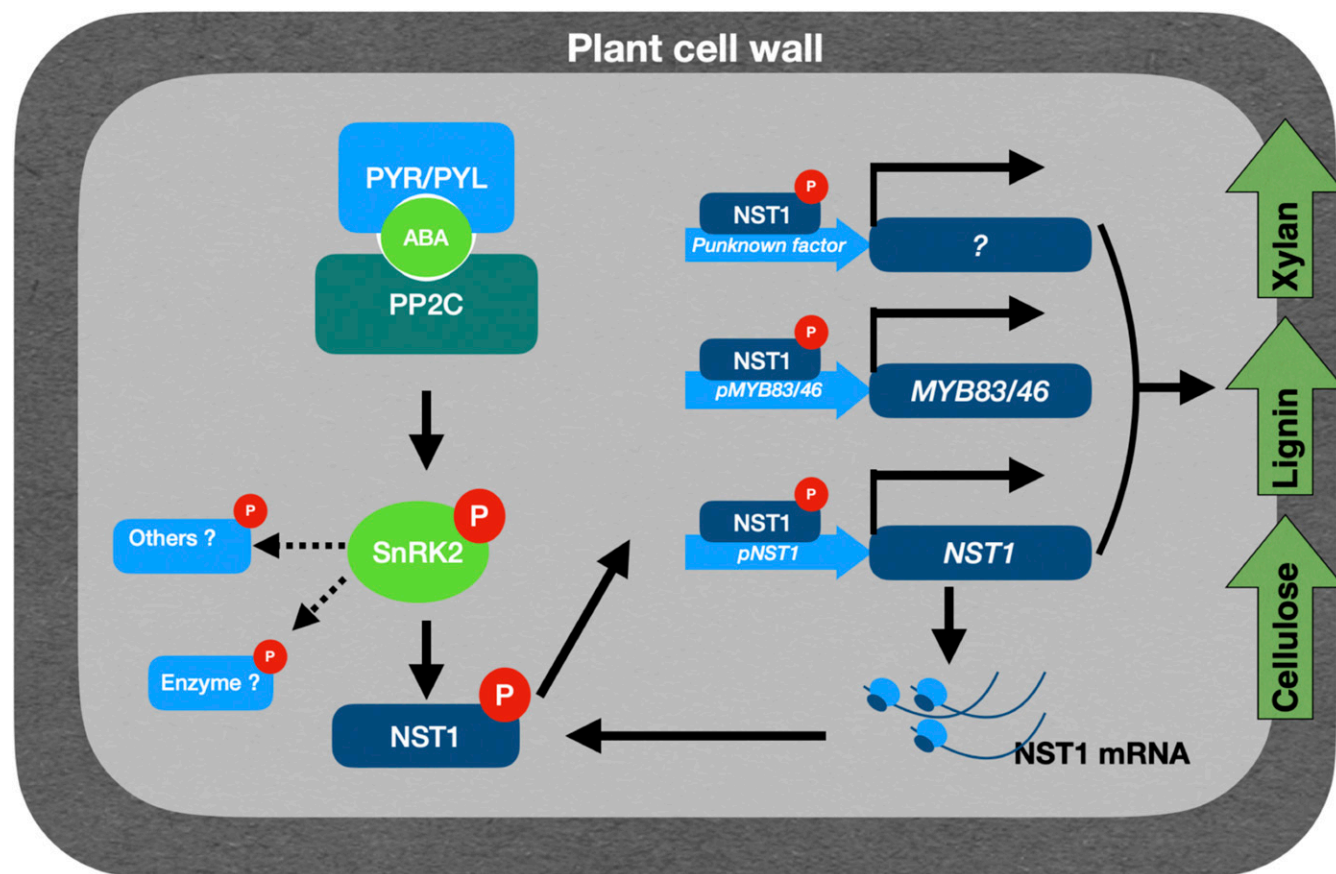 Plant cell wall
PYR/PYL
ABA
PP2C
P
SnRK2
P
Others ?
P
Enzyme ?
P
NST1
P
NST1
Punknown factor
?
P
NST1
pMYB83/46
MYB83/46
P
NST1
pNST1
NST1
NST1 mRNA
Xylan
Lignin
Cellulose